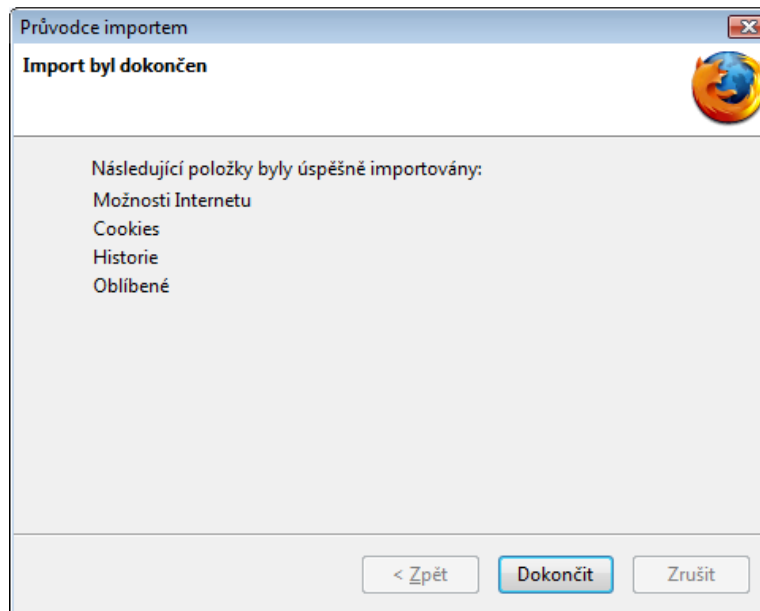 Průvodce importem
Import byl dokončen
Následující položky byly úspěšně importovány:
Možnosti Internetu
Cookies
Historie
Oblíbené
< Zpět Dokončit Zrušit